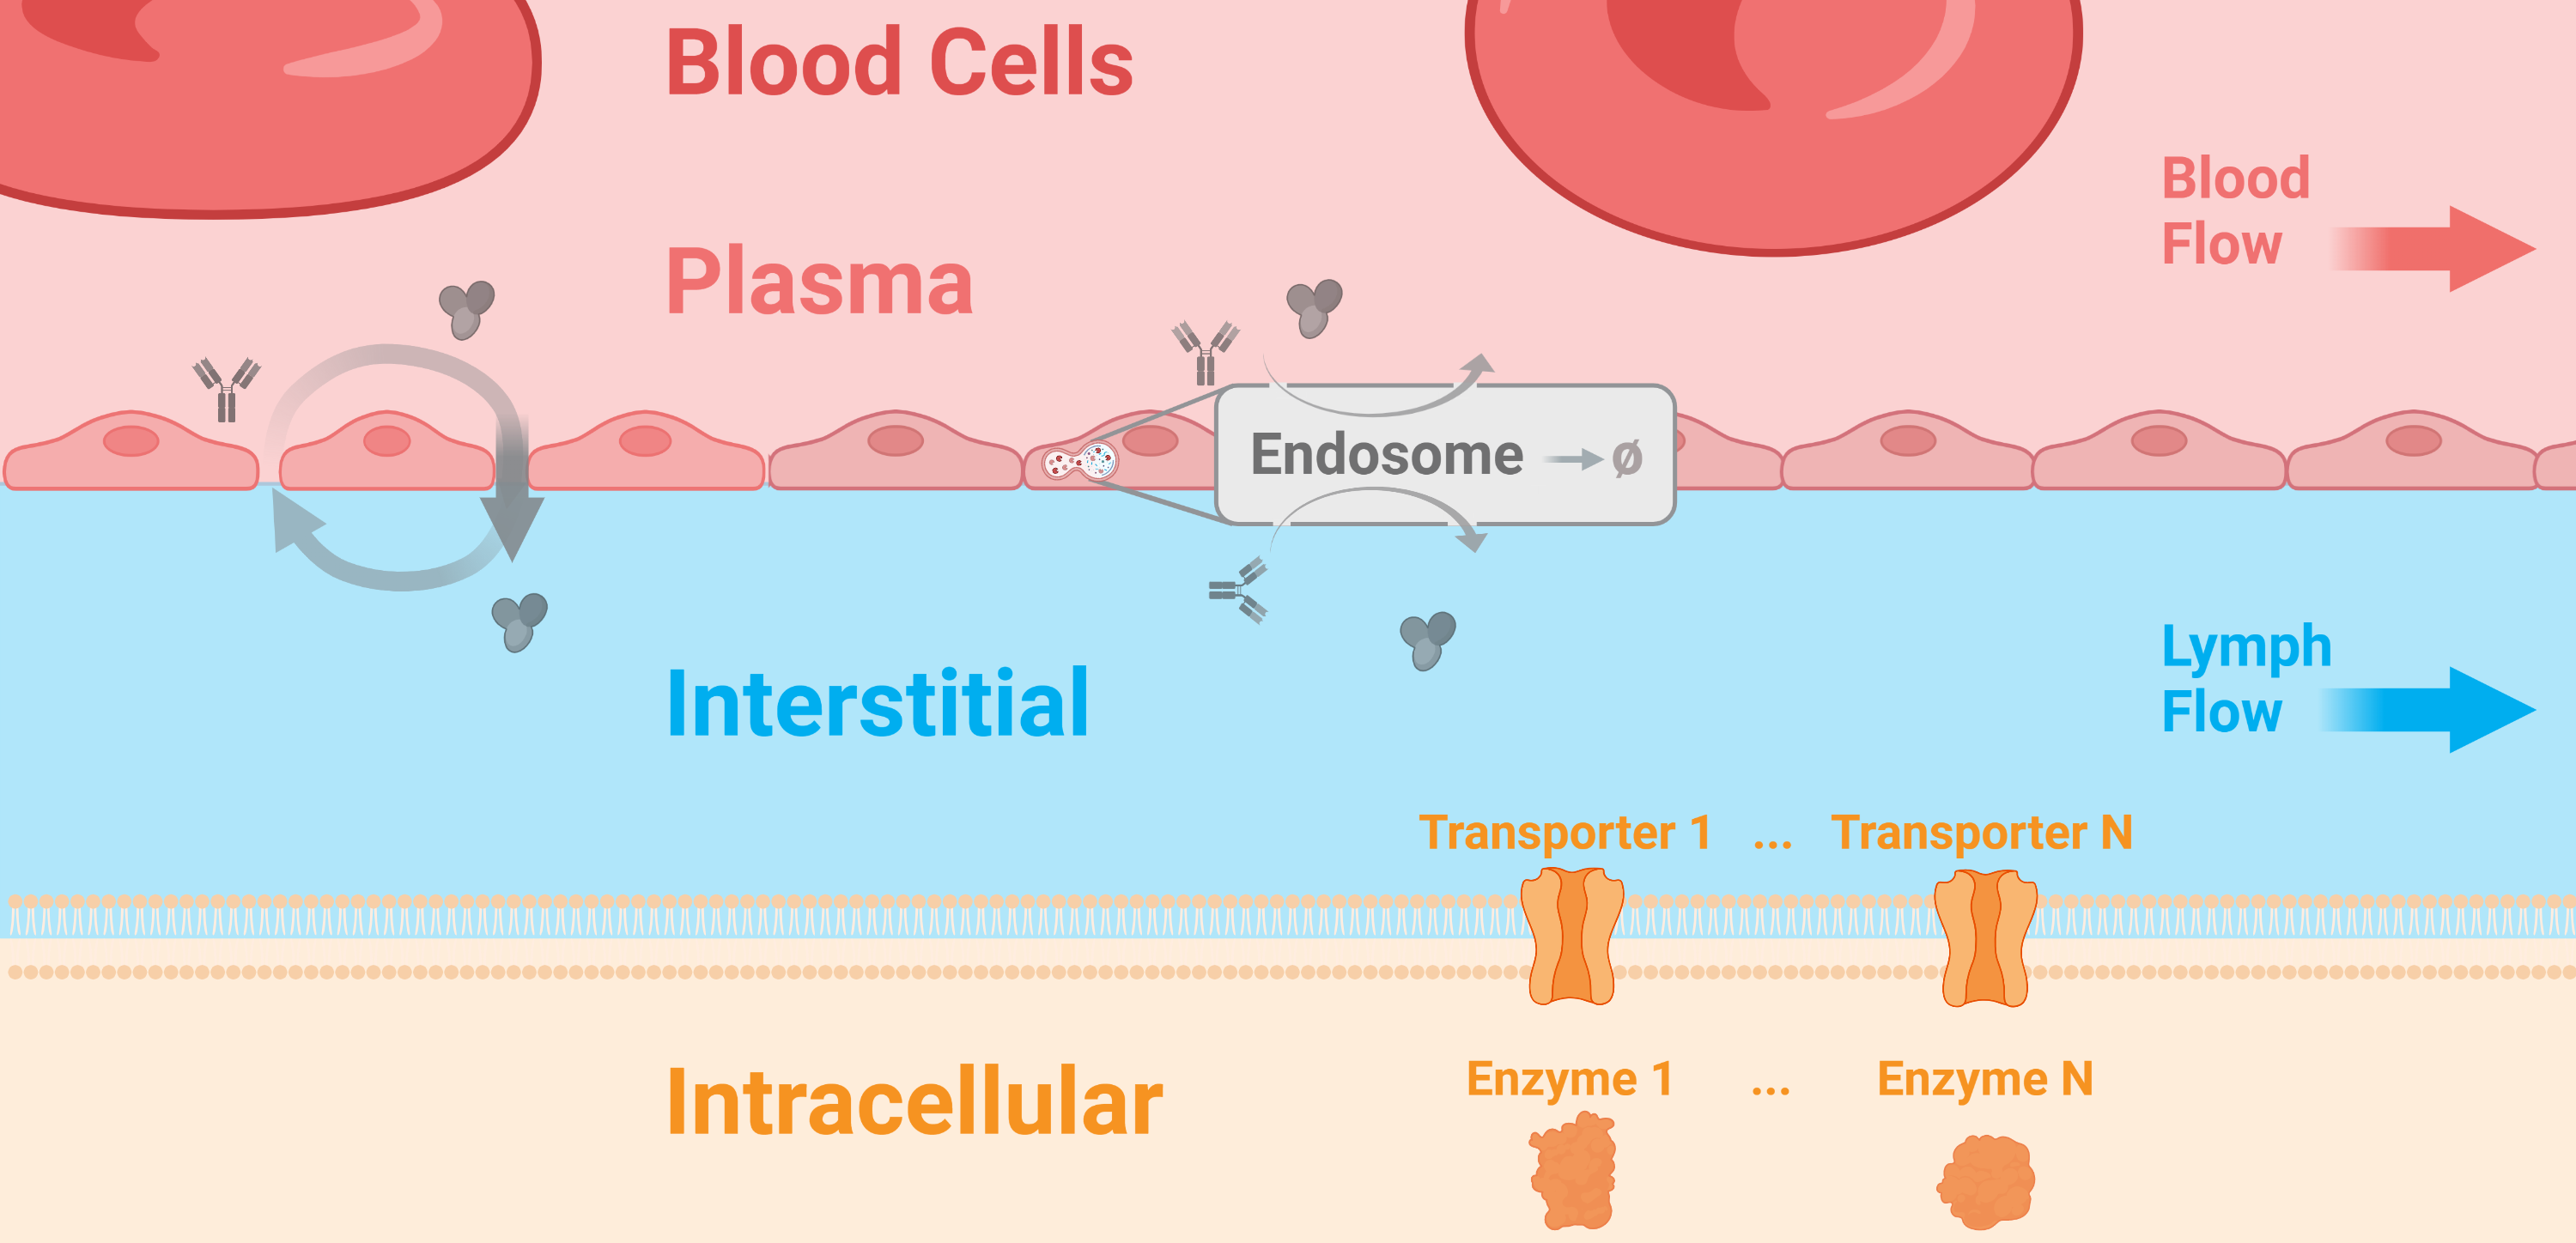 Blood Cells
Blood
Flow
Plasma
Endosome → ø
Interstitial
Lymph
Flow
Transporter 1 ... Transporter N
Intracellular
Enzyme 1 ... Enzyme N